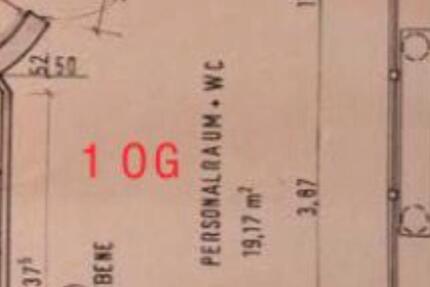 52.50
1 OG
PERSONALRAUM + WC
19,17 m²
3,87
37⁵
BENE